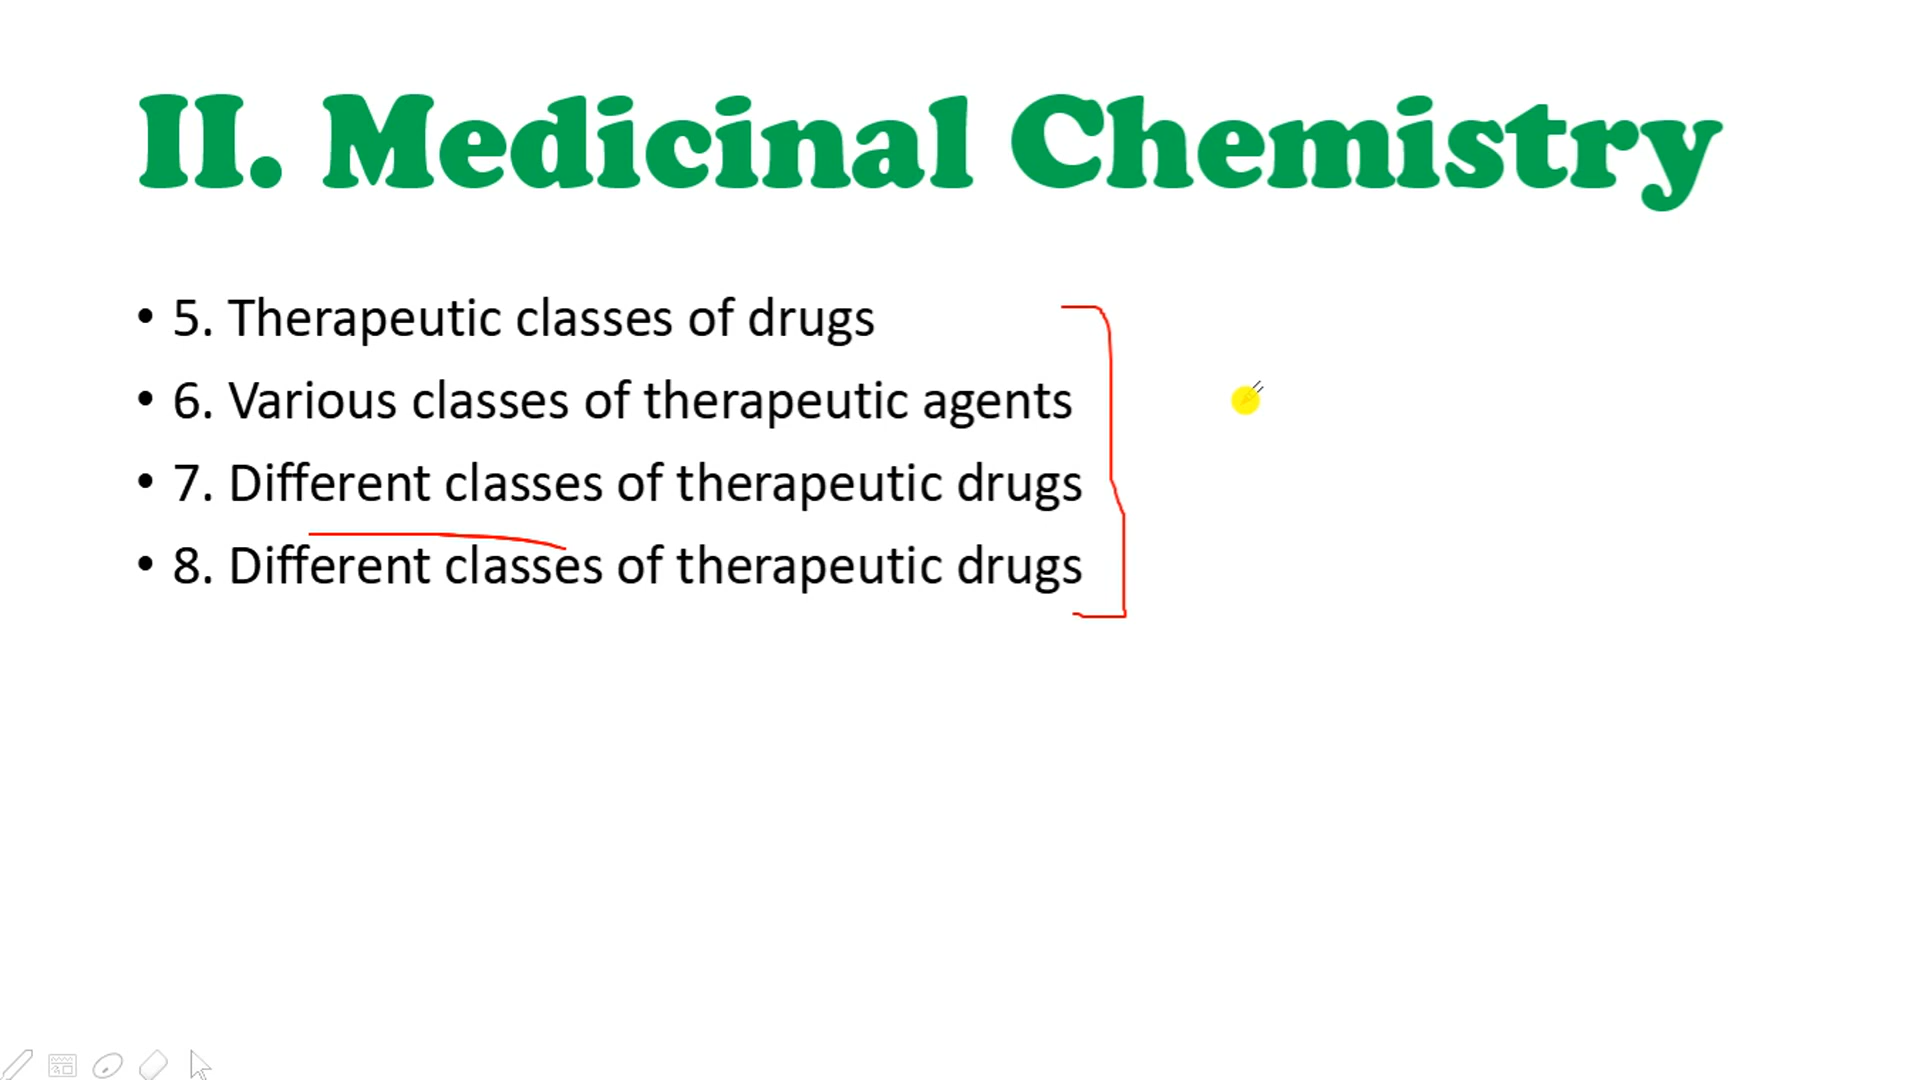 II. Medicinal Chemistry
• 5. Therapeutic classes of drugs
• 6. Various classes of therapeutic agents
• 7. Different classes of therapeutic drugs
• 8. Different classes of therapeutic drugs